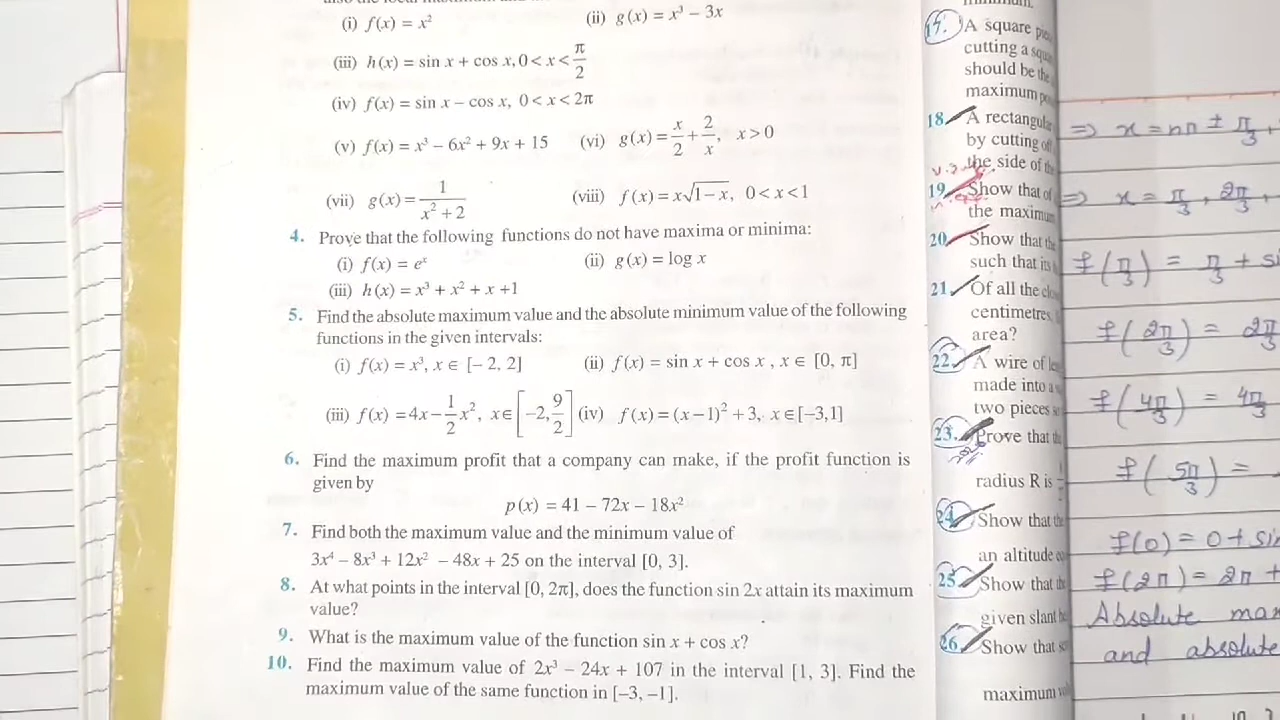 (i) f(x) = x²
(ii) g(x) = x³ − 3x
(iii) h(x) = sin x + cos x, 0 < x < π/2
(iv) f(x) = sin x − cos x, 0 < x < 2π
(v) f(x) = x³ − 6x² + 9x + 15
(vi) g(x) = x/2 + 2/x, x > 0
(vii) g(x) = 1/(x² + 2)
(viii) f(x) = x√(1−x), 0 < x < 1
4. Prove that the following functions do not have maxima or minima:
(i) f(x) = eˣ
(ii) g(x) = log x
(iii) h(x) = x³ + x² + x +1
5. Find the absolute maximum value and the absolute minimum value of the following
functions in the given intervals:
(i) f(x) = x³, x ∈ [− 2, 2]
(ii) f(x) = sin x + cos x , x ∈ [0, π]
(iii) f(x) = 4x − 1/2 x², x ∈ [−2, 9/2]
(iv) f(x) = (x−1)² + 3, x ∈ [−3,1]
6. Find the maximum profit that a company can make, if the profit function is
given by
p(x) = 41 − 72x − 18x²
7. Find both the maximum value and the minimum value of
3x⁴ − 8x³ + 12x² − 48x + 25 on the interval [0, 3].
8. At what points in the interval [0, 2π], does the function sin 2x attain its maximum
value?
9. What is the maximum value of the function sin x + cos x?
10. Find the maximum value of 2x³ − 24x + 107 in the interval [1, 3]. Find the
maximum value of the same function in [−3, −1].
17. A square
cutting a
should be the
maximum
18. A rectangular
by cutting
the side of
19. Show that
the maximum
20. Show that
such that its
21. Of all the
centimetres,
area?
22. A wire of
made into a
two pieces
23. Prove that
radius R is
24. Show that
an altitude
25. Show that
given slant
26. Show that
maximum
⇒ x = nπ ± π/3,
⇒ x = π/3, 2π/3,
f(π/3) = π/3 +
f(2π/3) = 2π/3
f(4π/3) = 4π/3
f(5π/3) =
f(0) = 0 + sin
f(2π) = 2π +
Absolute
and absolute